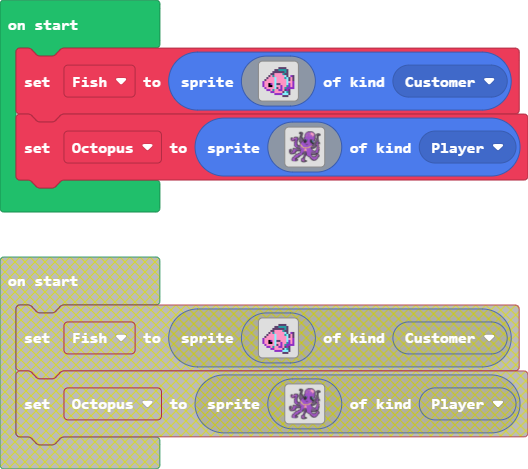 on start
set Fish to sprite of kind Customer
set Octopus to sprite of kind Player
on start
set Fish to sprite of kind Customer
set Octopus to sprite of kind Player